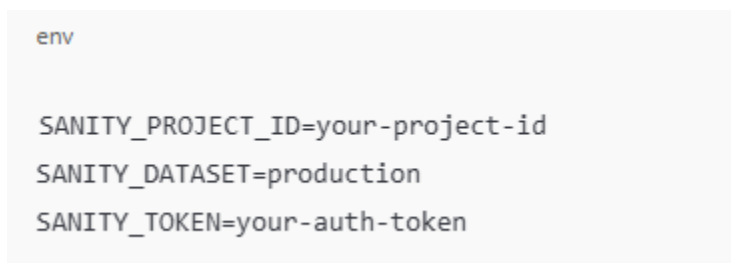 env
SANITY_PROJECT_ID=your-project-id
SANITY_DATASET=production
SANITY_TOKEN=your-auth-token